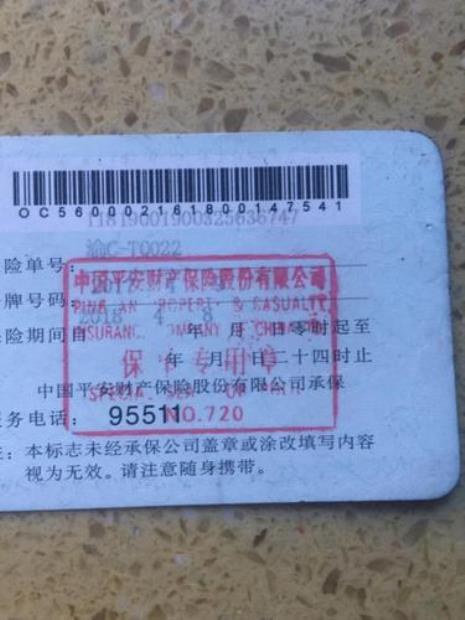 OC560002161800147541
11819001900325636747
险单号:
渝C-T0022
牌号码:
中国平安财产保险股份有限公司
& CASUALTY
2018 4 8
险期间自 年 月 日零时起至
OF CHINA
保 专用章
年 月 日二十四时止
中国平安财产保险股份有限公司承保
务电话: 95511
NO.720
:本标志未经承保公司盖章或涂改填写内容
视为无效。请注意随身携带。